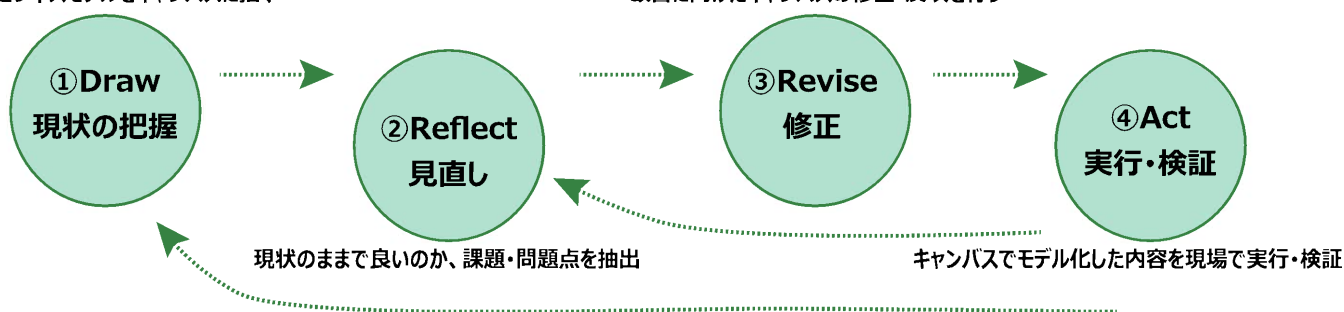 ①Draw
現状の把握
②Reflect
見直し
③Revise
修正
④Act
実行・検証
現状のままで良いのか、課題・問題点を抽出
キャンバスでモデル化した内容を現場で実行・検証